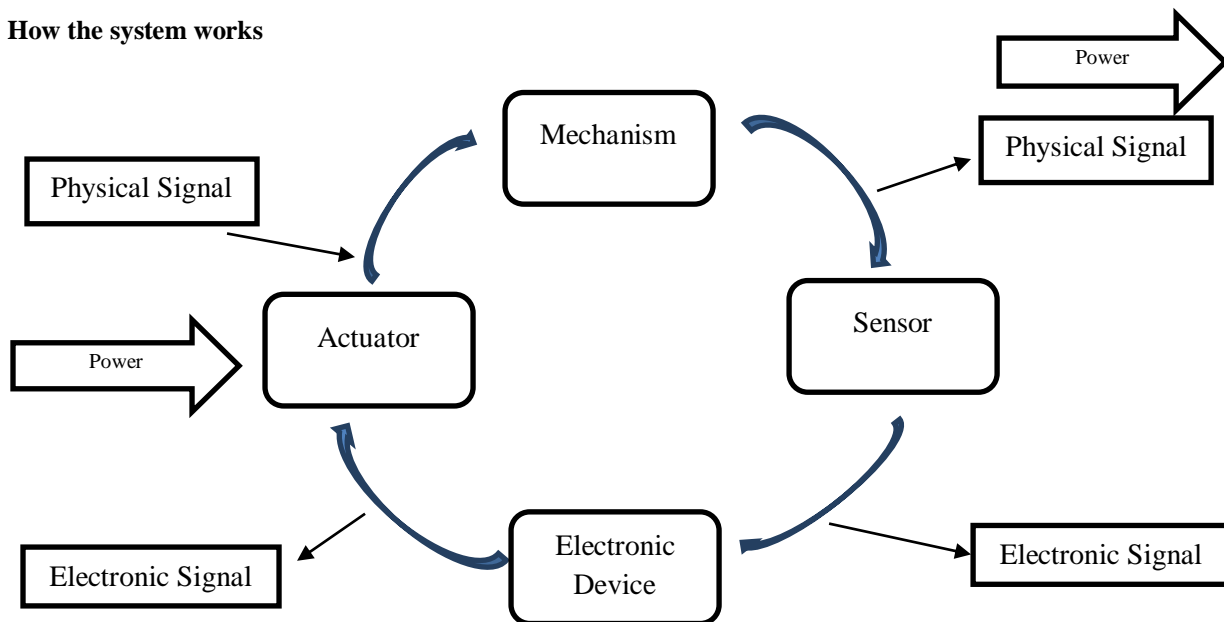 How the system works
Power
Mechanism
Physical Signal
Physical Signal
Actuator
Sensor
Power
Electronic
Device
Electronic Signal
Electronic Signal